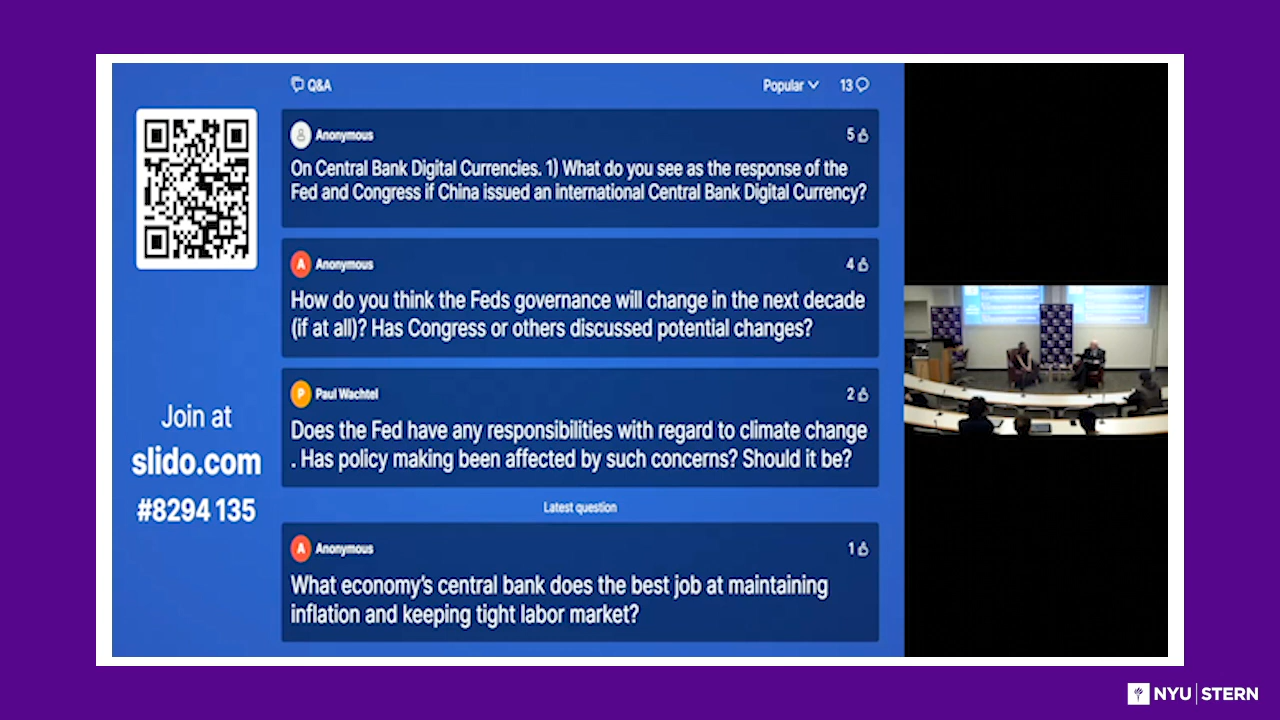 Q&A
Popular
13
Anonymous
5
On Central Bank Digital Currencies. 1) What do you see as the response of the
Fed and Congress if China issued an international Central Bank Digital Currency?
A
Anonymous
4
How do you think the Feds governance will change in the next decade
(if at all)? Has Congress or others discussed potential changes?
P
Paul Wachtel
2
Does the Fed have any responsibilities with regard to climate change
. Has policy making been affected by such concerns? Should it be?
Latest question
A
Anonymous
1
What economy's central bank does the best job at maintaining
inflation and keeping tight labor market?
Join at
slido.com
#8294 135
NYU STERN